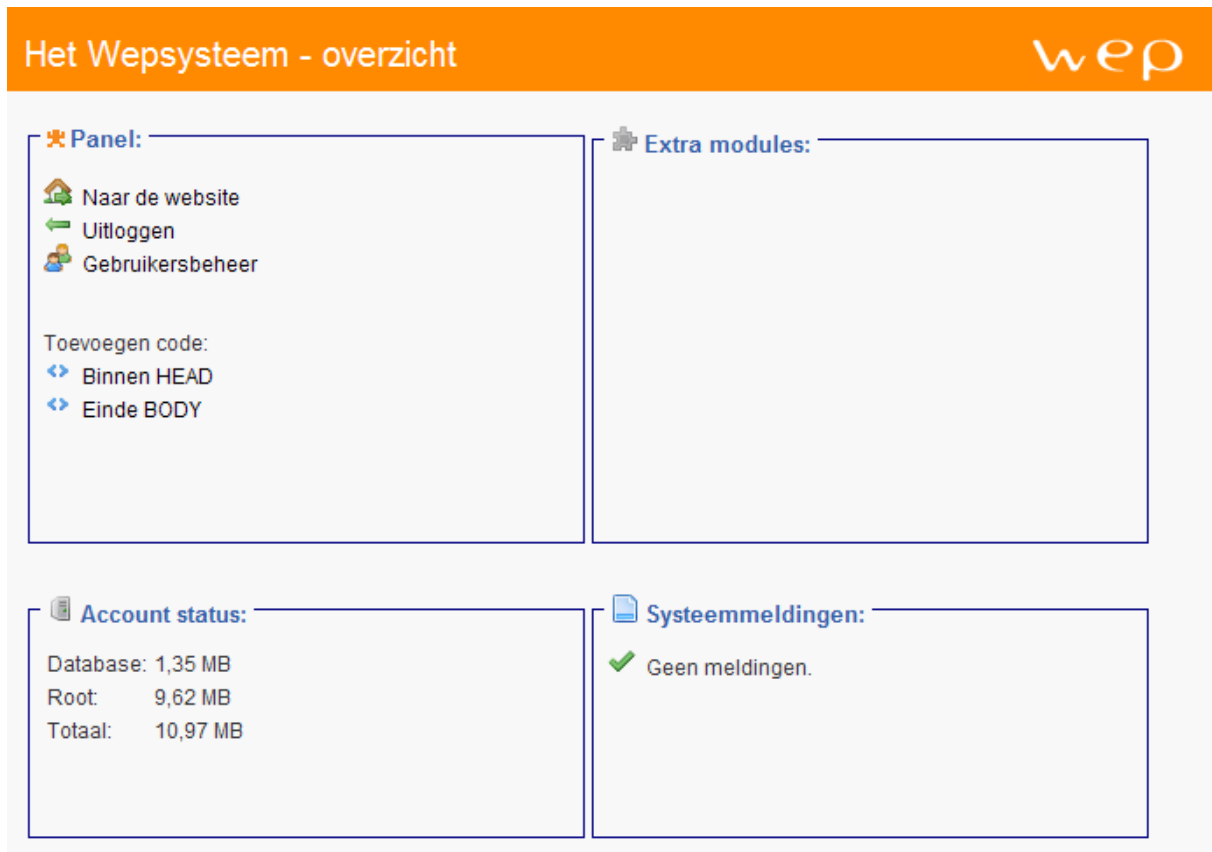 Het Wepsysteem - overzicht
wep
Panel:
Naar de website
Uitloggen
Gebruikersbeheer
Toevoegen code:
Binnen HEAD
Einde BODY
Extra modules:
Account status:
Database: 1,35 MB
Root: 9,62 MB
Totaal: 10,97 MB
Systeemmeldingen:
Geen meldingen.